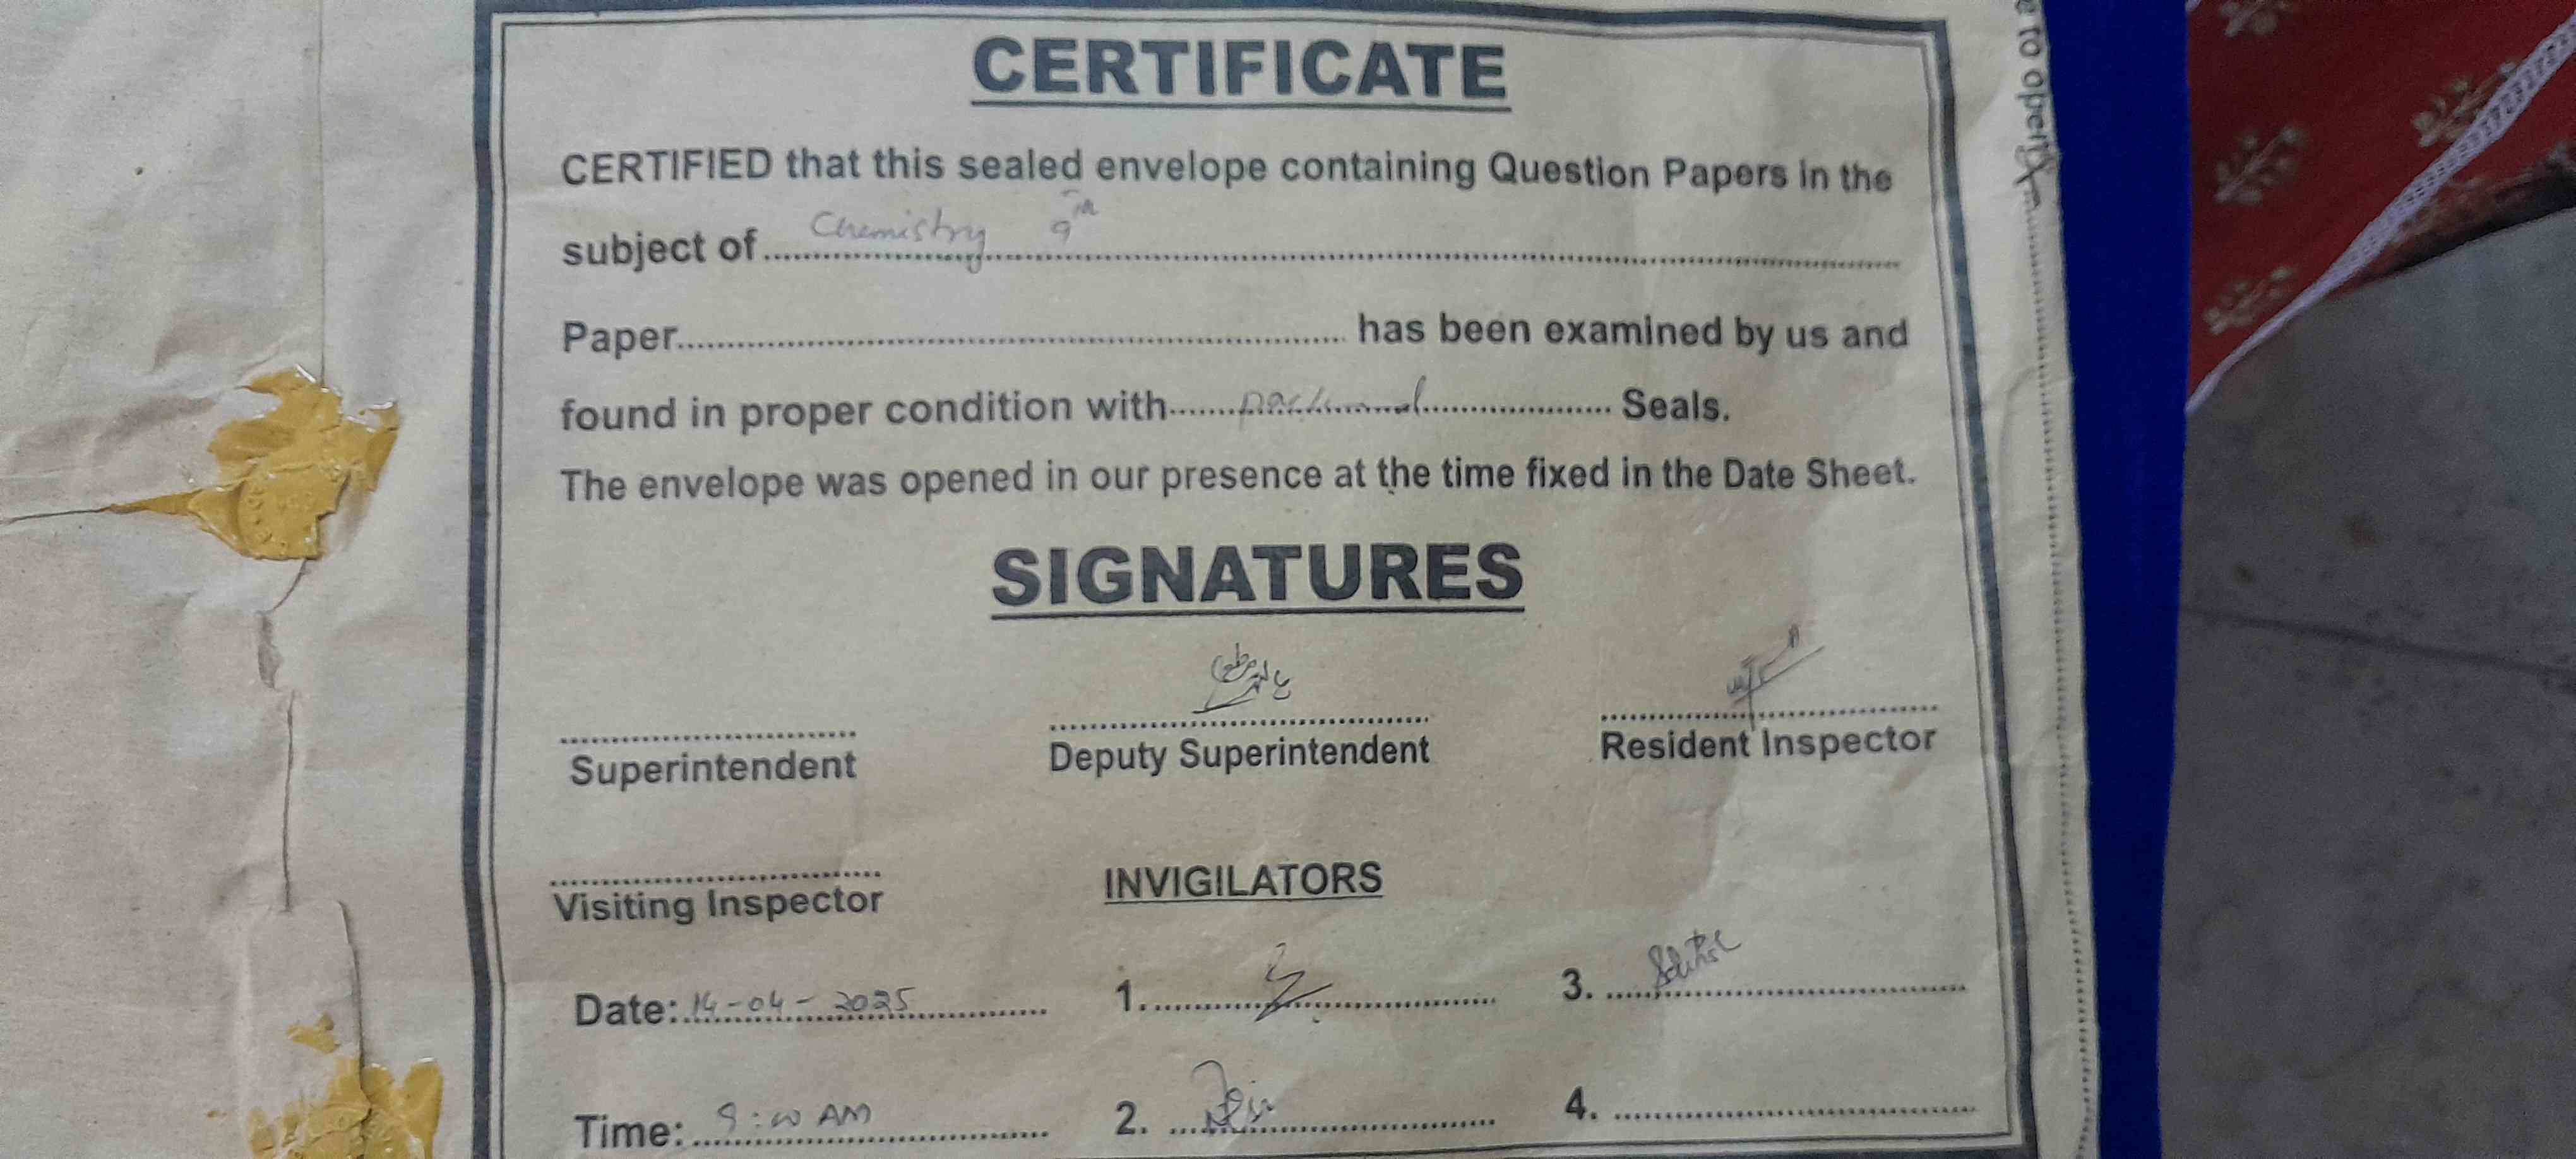 CERTIFICATE
CERTIFIED that this sealed envelope containing Question Papers in the
subject of Chemistry 9th
Paper has been examined by us and
found in proper condition with Seals.
The envelope was opened in our presence at the time fixed in the Date Sheet.
SIGNATURES
Superintendent Deputy Superintendent Resident Inspector
Visiting Inspector INVIGILATORS
Date: 14-04-2025 1. 3.
Time: 9:00 AM 2. 4.
e to open